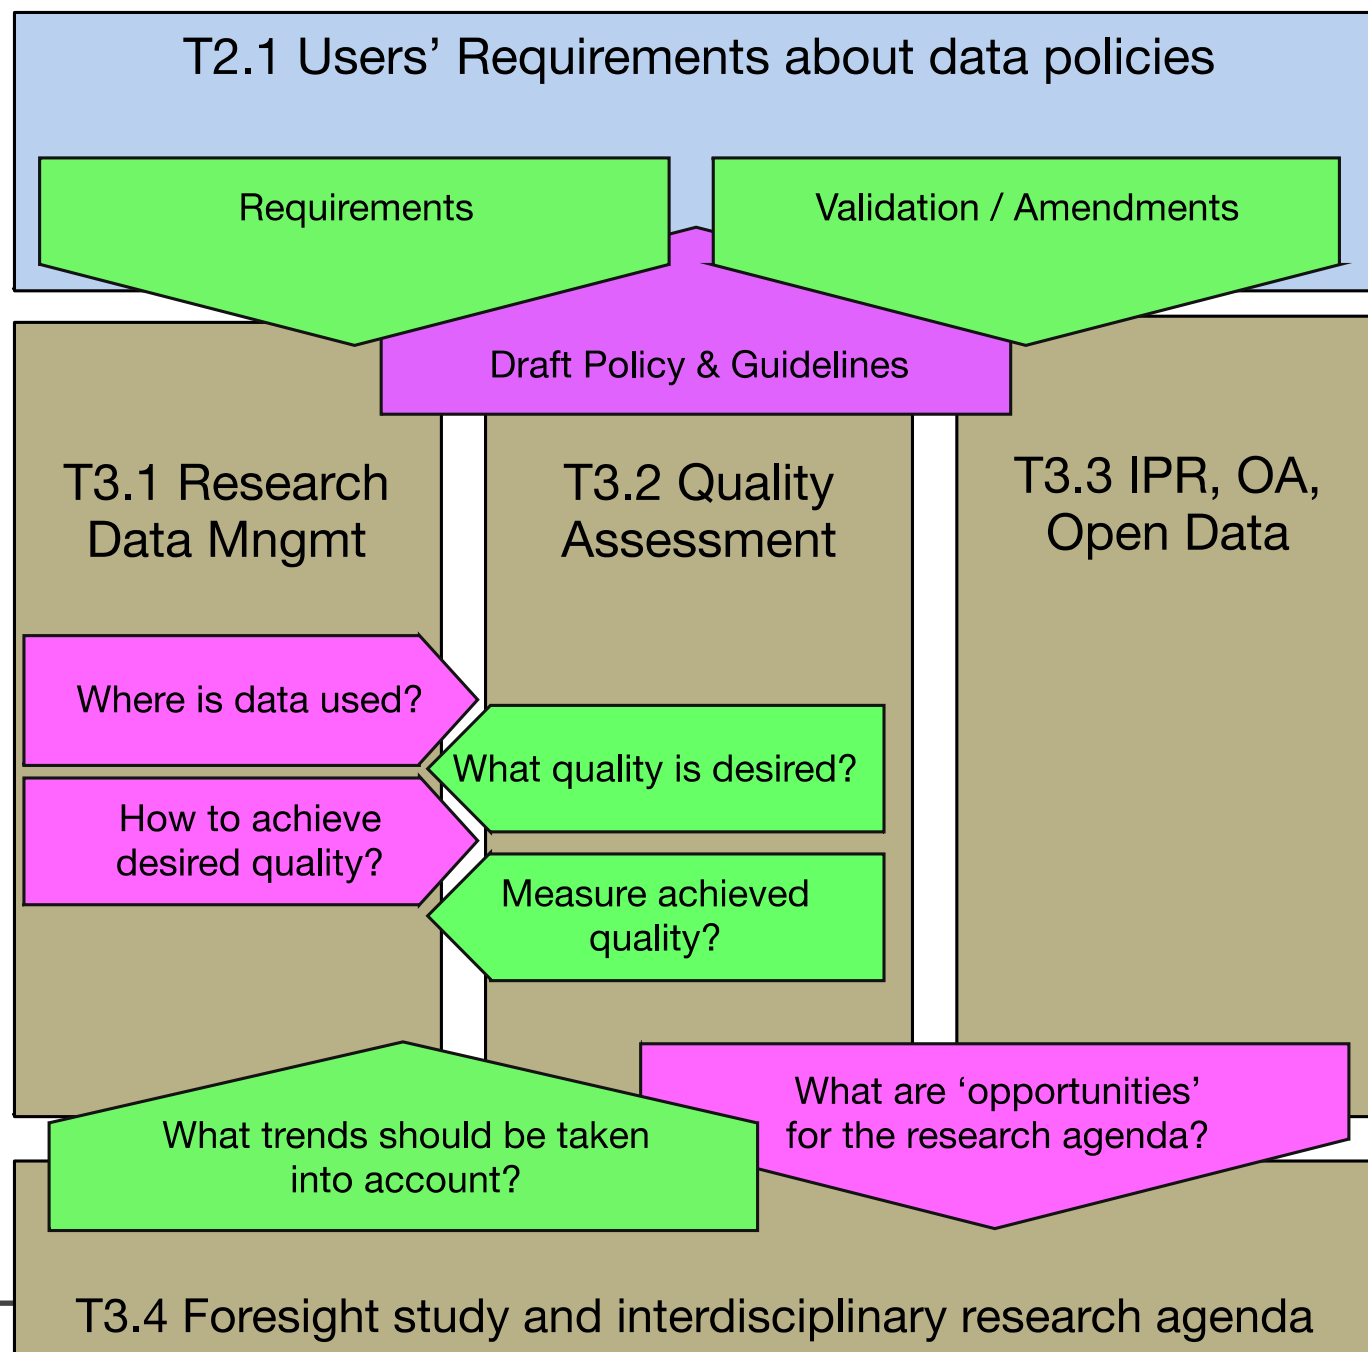 T2.1 Users’ Requirements about data policies
Requirements
Validation / Amendments
Draft Policy & Guidelines
T3.1 Research
Data Mngmt
T3.2 Quality
Assessment
T3.3 IPR, OA,
Open Data
Where is data used?
What quality is desired?
How to achieve
desired quality?
Measure achieved
quality?
What trends should be taken
into account?
What are ‘opportunities’
for the research agenda?
T3.4 Foresight study and interdisciplinary research agenda